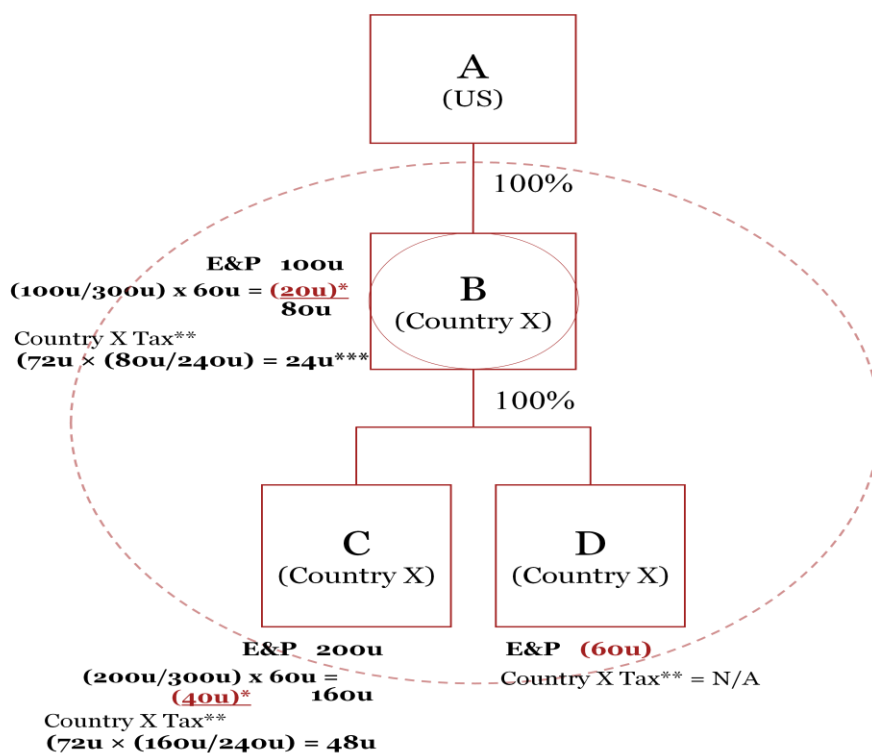 A
(US)
100%
E&P 100u
(100u/300u) x 60u = (20u)*
80u
B
(Country X)
Country X Tax**
(72u × (80u/240u) = 24u***
100%
C
(Country X)
D
(Country X)
E&P 200u
(200u/300u) x 60u =
(40u)* 160u
Country X Tax**
(72u × (160u/240u) = 48u
E&P (60u)
Country X Tax** = N/A